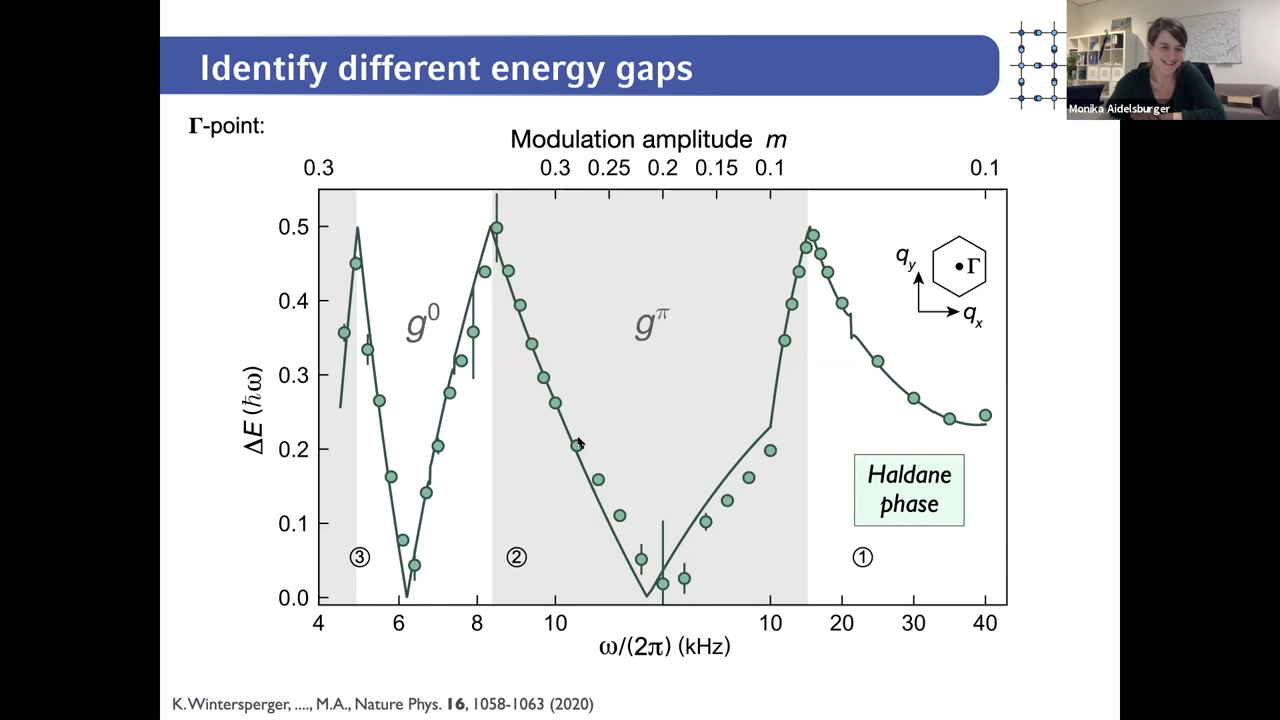 Identify different energy gaps
Monika Aidelsburger
Γ-point:
Modulation amplitude m
0.3 0.3 0.25 0.2 0.15 0.1 0.1
0.5
0.4
0.3
0.2
0.1
0.0
ΔE (ħω)
g⁰
g^π
q_y
Γ
q_x
Haldane
phase
③ ② ①
4 6 8 10 10 20 30 40
ω/(2π) (kHz)
K.Wintersperger, ...., M.A., Nature Phys. 16, 1058-1063 (2020)